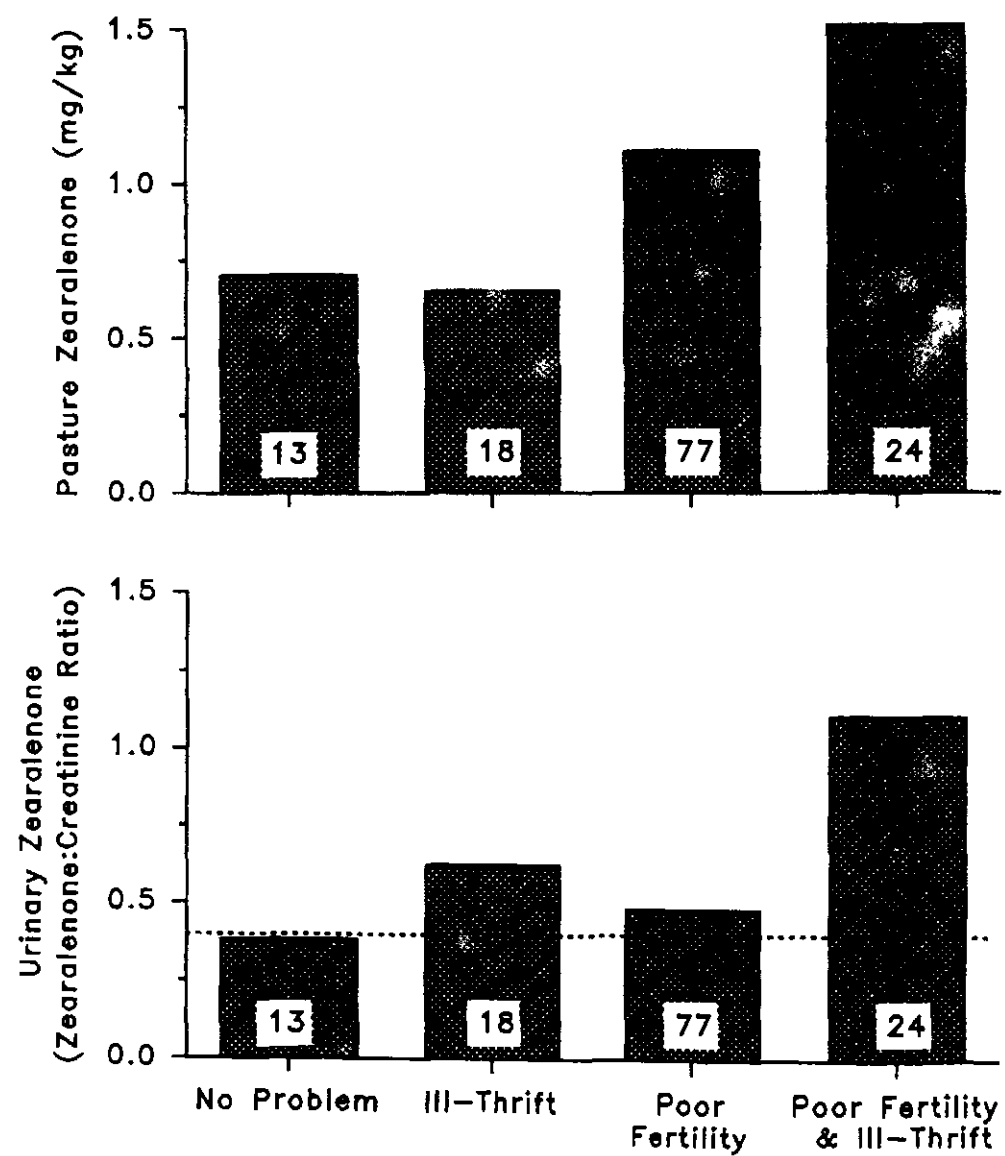 Pasture Zearalenone (mg/kg)
1.5
1.0
0.5
0.0
13
18
77
24
Urinary Zearalenone
(Zearalenone:Creatinine Ratio)
1.5
1.0
0.5
0.0
13
18
77
24
No Problem
Ill-Thrift
Poor
Fertility
Poor Fertility
& Ill-Thrift